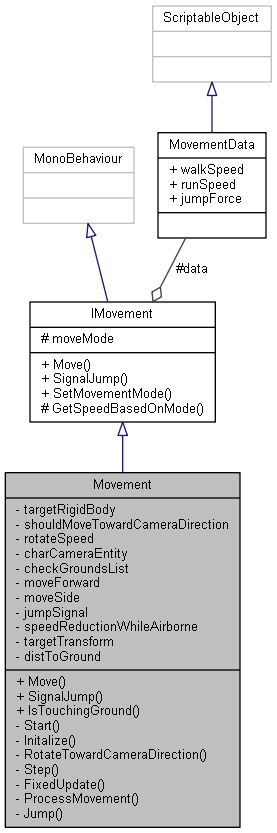 ScriptableObject
MovementData
+ walkSpeed
+ runSpeed
+ jumpForce
MonoBehaviour
#data
IMovement
# moveMode
+ Move()
+ SignalJump()
+ SetMovementMode()
# GetSpeedBasedOnMode()
Movement
- targetRigidBody
- shouldMoveTowardCameraDirection
- rotateSpeed
- charCameraEntity
- checkGroundsList
- moveForward
- moveSide
- jumpSignal
- speedReductionWhileAirborne
- targetTransform
- distToGround
+ Move()
+ SignalJump()
+ IsTouchingGround()
- Start()
- Initalize()
- RotateTowardCameraDirection()
- Step()
- FixedUpdate()
- ProcessMovement()
- Jump()